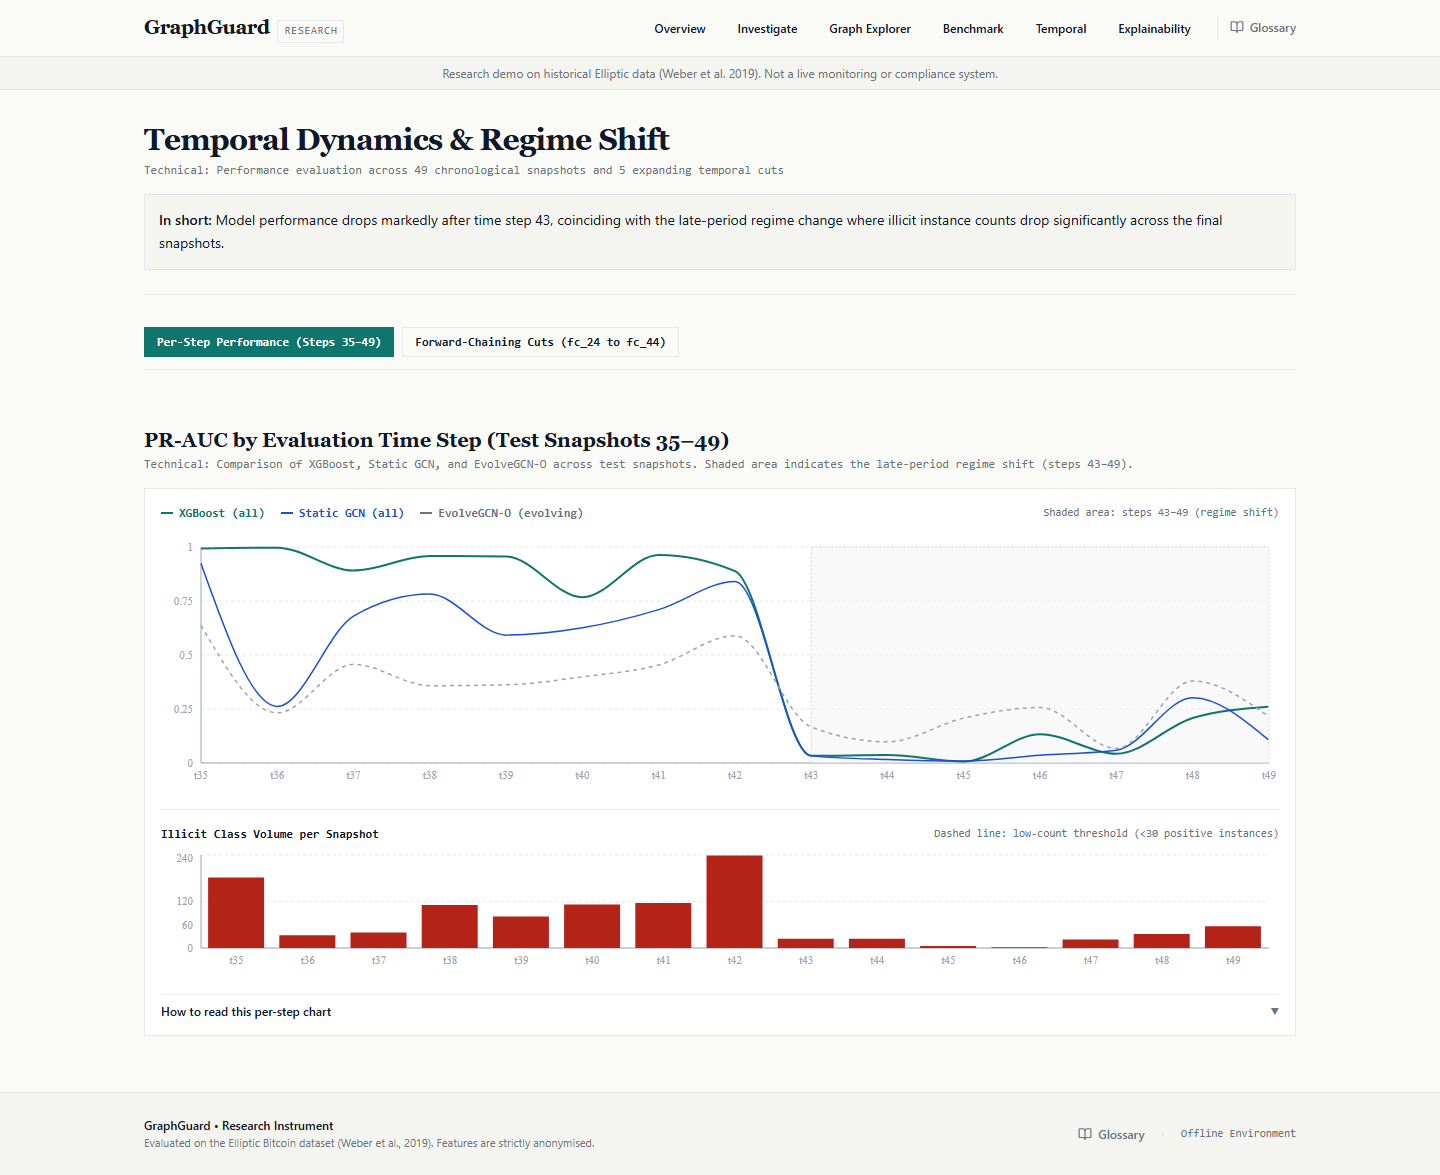 GraphGuard RESEARCH Overview Investigate Graph Explorer Benchmark Temporal Explainability Glossary
Research demo on historical Elliptic data (Weber et al. 2019). Not a live monitoring or compliance system.
Temporal Dynamics & Regime Shift
Technical: Performance evaluation across 49 chronological snapshots and 5 expanding temporal cuts
In short: Model performance drops markedly after time step 43, coinciding with the late-period regime change where illicit instance counts drop significantly across the final
snapshots.
Per-Step Performance (Steps 35–49) Forward-Chaining Cuts (fc_24 to fc_44)
PR-AUC by Evaluation Time Step (Test Snapshots 35–49)
Technical: Comparison of XGBoost, Static GCN, and EvolveGCN-O across test snapshots. Shaded area indicates the late-period regime shift (steps 43–49).
XGBoost (all) Static GCN (all) EvolveGCN-O (evolving) Shaded area: steps 43–49 (regime shift)
1
0.75
0.5
0.25
0
t35 t36 t37 t38 t39 t40 t41 t42 t43 t44 t45 t46 t47 t48 t49
Illicit Class Volume per Snapshot Dashed line: low-count threshold (<30 positive instances)
240
120
60
0
t35 t36 t37 t38 t39 t40 t41 t42 t43 t44 t45 t46 t47 t48 t49
How to read this per-step chart ▼
GraphGuard • Research Instrument
Evaluated on the Elliptic Bitcoin dataset (Weber et al., 2019). Features are strictly anonymised.
Glossary · Offline Environment